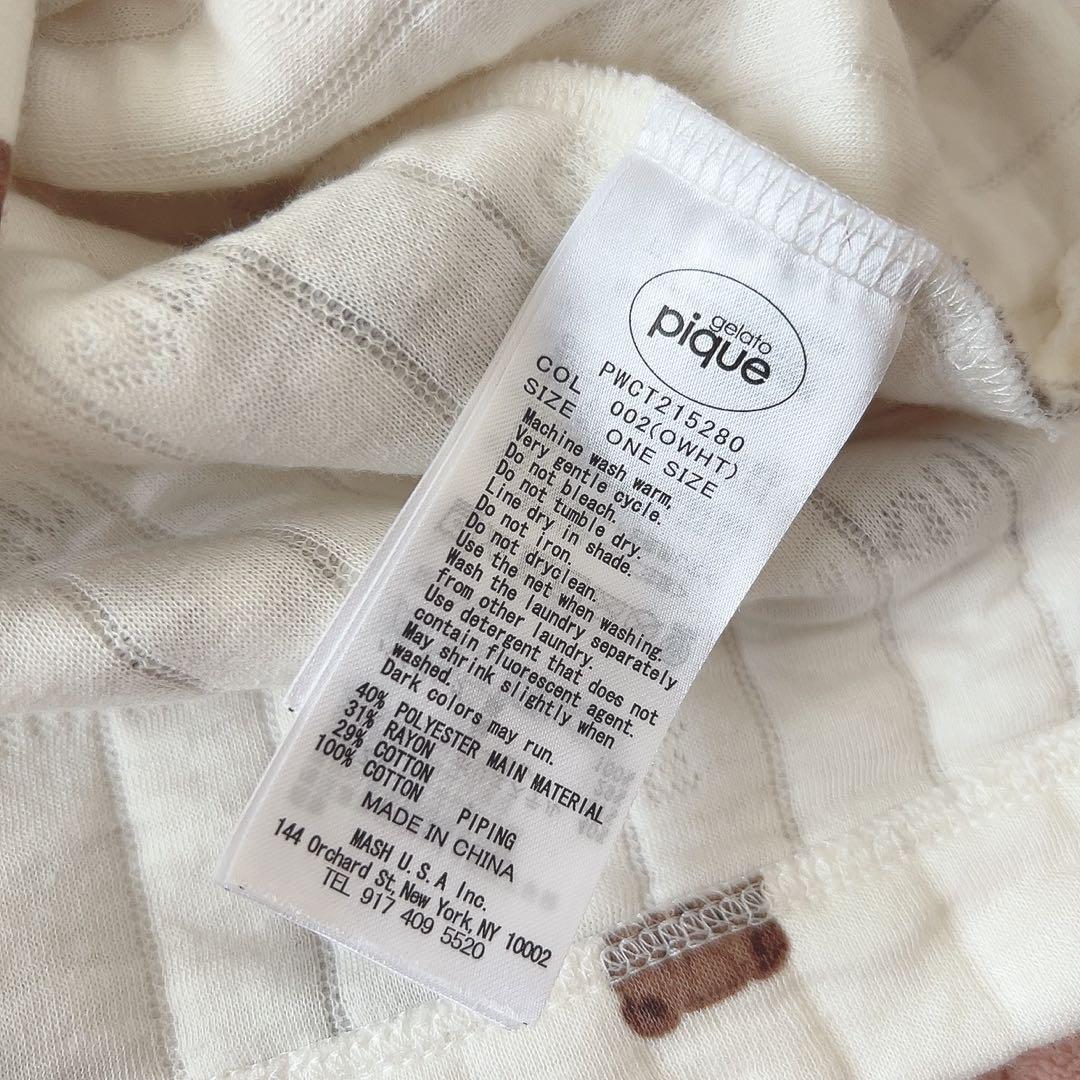 gelato
pique
PWCT215280
COL 002(OWHT)
SIZE ONE SIZE
Machine wash warm,
Very gentle cycle.
Do not bleach.
Do not tumble dry.
Line dry in shade.
Do not iron.
Do not dryclean.
Use the net when washing.
Wash the laundry separately
from other laundry.
Use detergent that does not
contain fluorescent agent.
May shrink slightly when
washed.
Dark colors may run.
40% POLYESTER MAIN MATERIAL
31% RAYON
29% COTTON
100% COTTON PIPING
MADE IN CHINA
MASH U.S.A Inc.
144 Orchard St, New York, NY 10002
TEL 917 409 5520